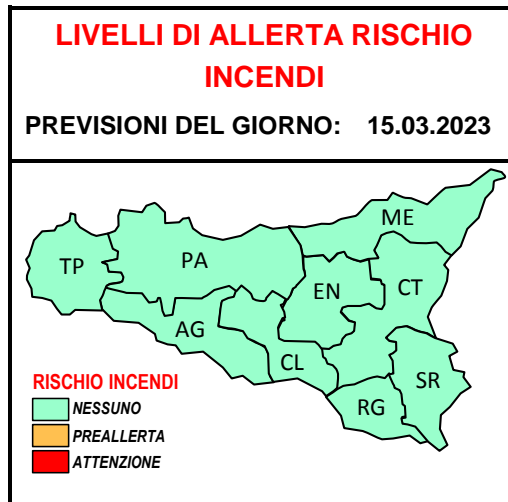 LIVELLI DI ALLERTA RISCHIO
INCENDI
PREVISIONI DEL GIORNO: 15.03.2023
ME
TP
PA
EN
CT
AG
CL
SR
RG
RISCHIO INCENDI
NESSUNO
PREALLERTA
ATTENZIONE